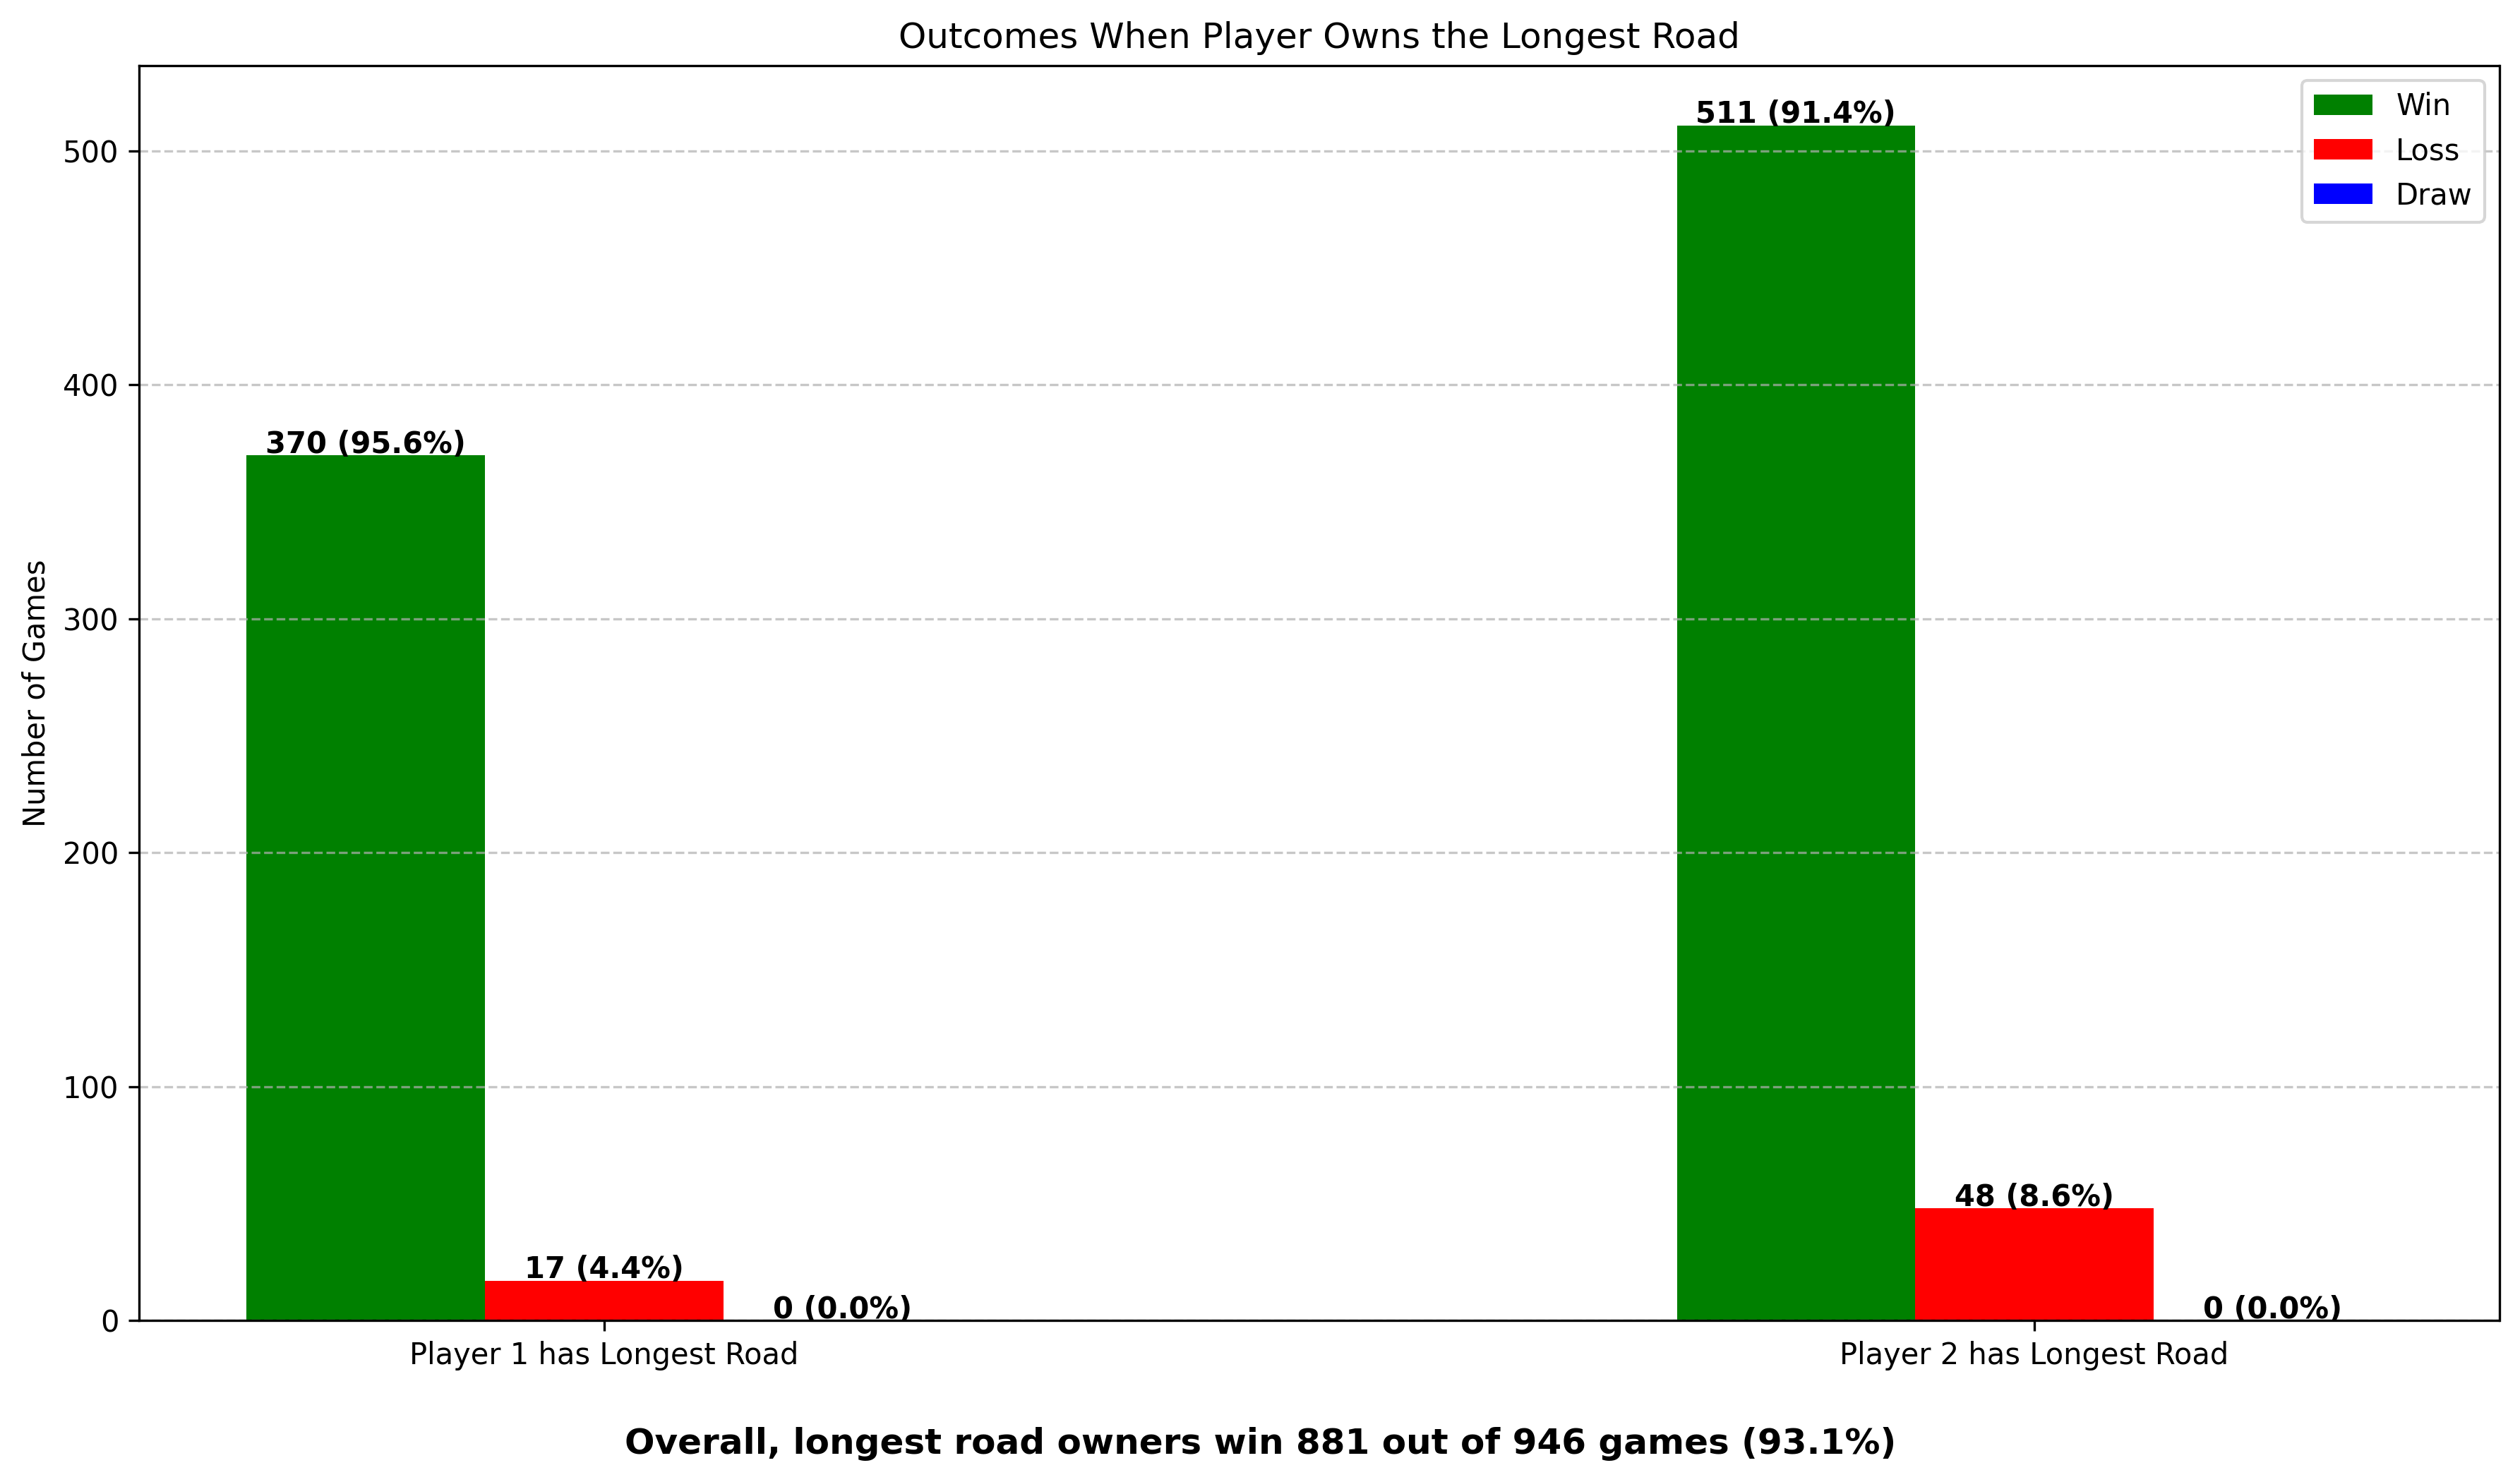 Outcomes When Player Owns the Longest Road
Win
Loss
Draw
Number of Games
500
400
300
200
100
0
370 (95.6%)
17 (4.4%)
0 (0.0%)
511 (91.4%)
48 (8.6%)
0 (0.0%)
Player 1 has Longest Road
Player 2 has Longest Road
Overall, longest road owners win 881 out of 946 games (93.1%)